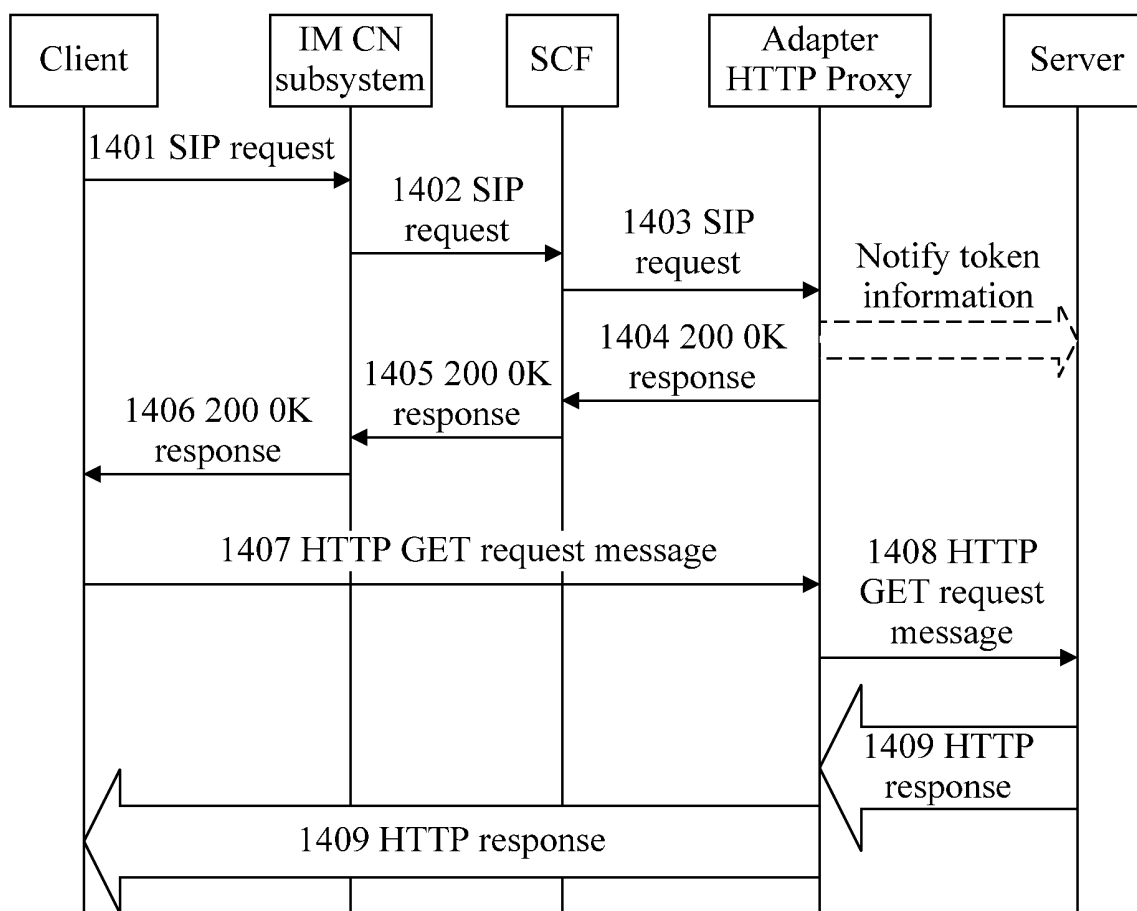 Client
IM CN
subsystem
SCF
Adapter
HTTP Proxy
Server
1401 SIP request
1402 SIP
request
1403 SIP
request
Notify token
information
1404 200 0K
response
1405 200 0K
response
1406 200 0K
response
1407 HTTP GET request message
1408 HTTP
GET request
message
1409 HTTP
response
1409 HTTP response